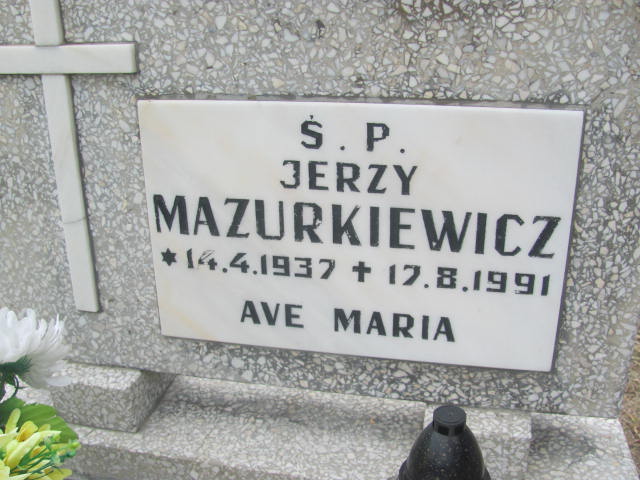 Ś. P.
JERZY
MAZURKIEWICZ
* 14.4.1937 ✝ 17.8.1991
AVE MARIA